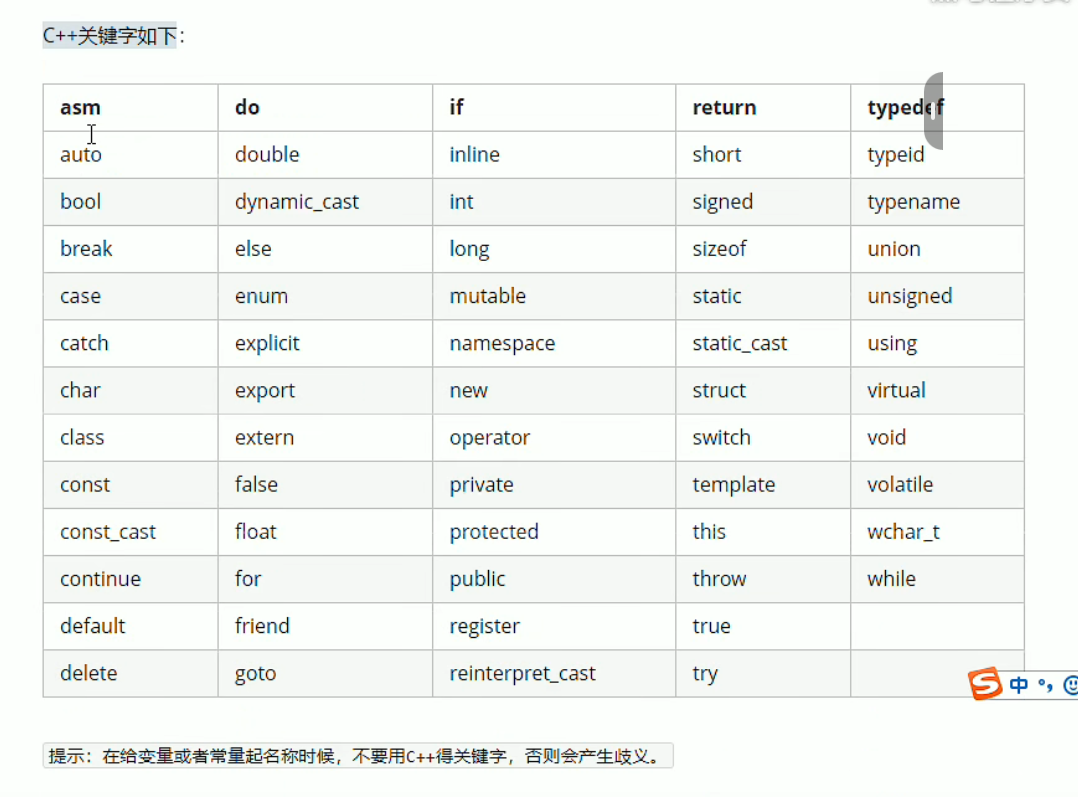 C++关键字如下：
asm do if return typedef
auto double inline short typeid
bool dynamic_cast int signed typename
break else long sizeof union
case enum mutable static unsigned
catch explicit namespace static_cast using
char export new struct virtual
class extern operator switch void
const false private template volatile
const_cast float protected this wchar_t
continue for public throw while
default friend register true
delete goto reinterpret_cast try
S 中 °,
提示：在给变量或者常量起名称时候，不要用C++得关键字，否则会产生歧义。